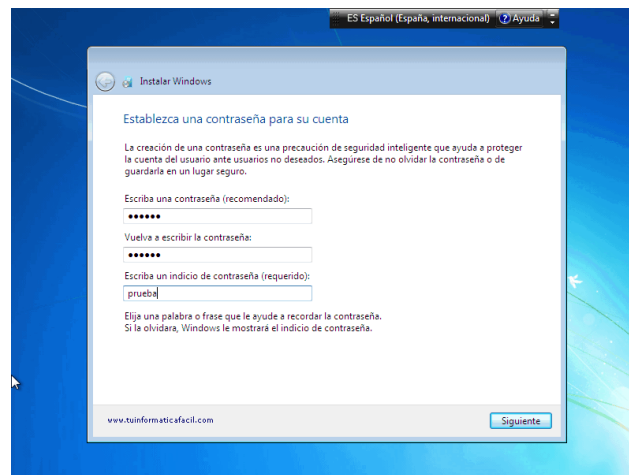 ES Español (España, internacional) ? Ayuda
Instalar Windows
Establezca una contraseña para su cuenta
La creación de una contraseña es una precaución de seguridad inteligente que ayuda a proteger
la cuenta del usuario ante usuarios no deseados. Asegúrese de no olvidar la contraseña o de
guardarla en un lugar seguro.
Escriba una contraseña (recomendado):
●●●●●●
Vuelva a escribir la contraseña:
●●●●●●
Escriba un indicio de contraseña (requerido):
prueba
Elija una palabra o frase que le ayude a recordar la contraseña.
Si la olvidara, Windows le mostrará el indicio de contraseña.
www.tuinformaticafacil.com
Siguiente